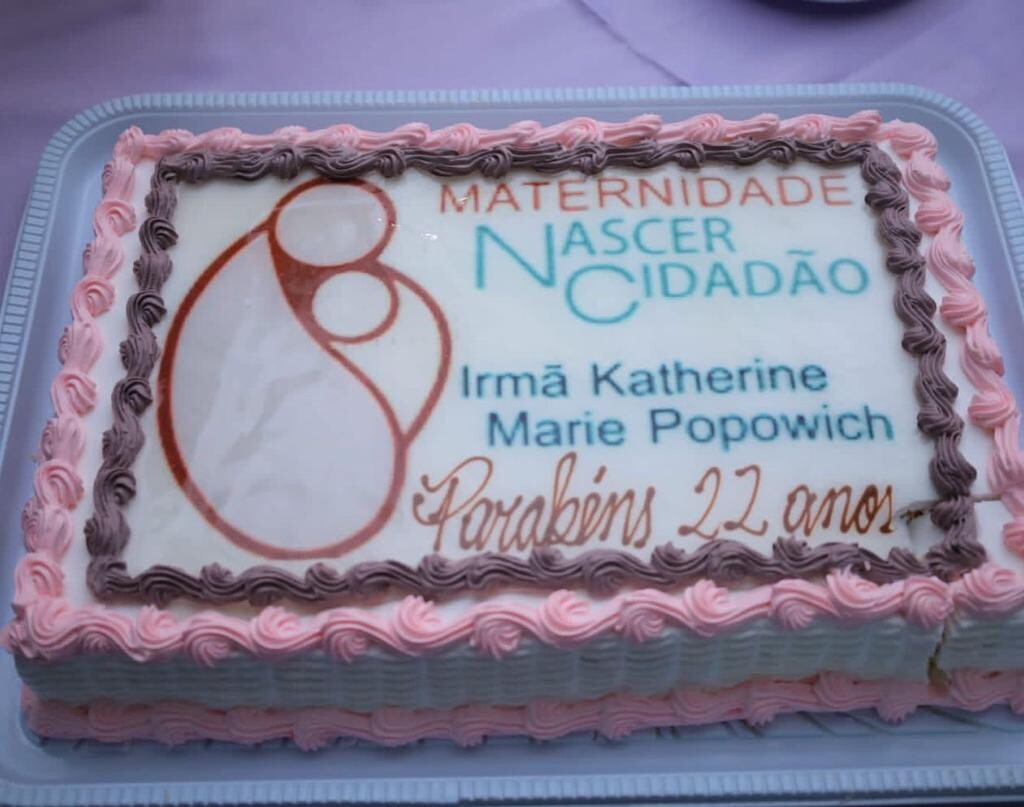 MATERNIDADE
NASCER
CIDADÃO
Irmã Katherine
Marie Popowich
Parabéns 22 anos